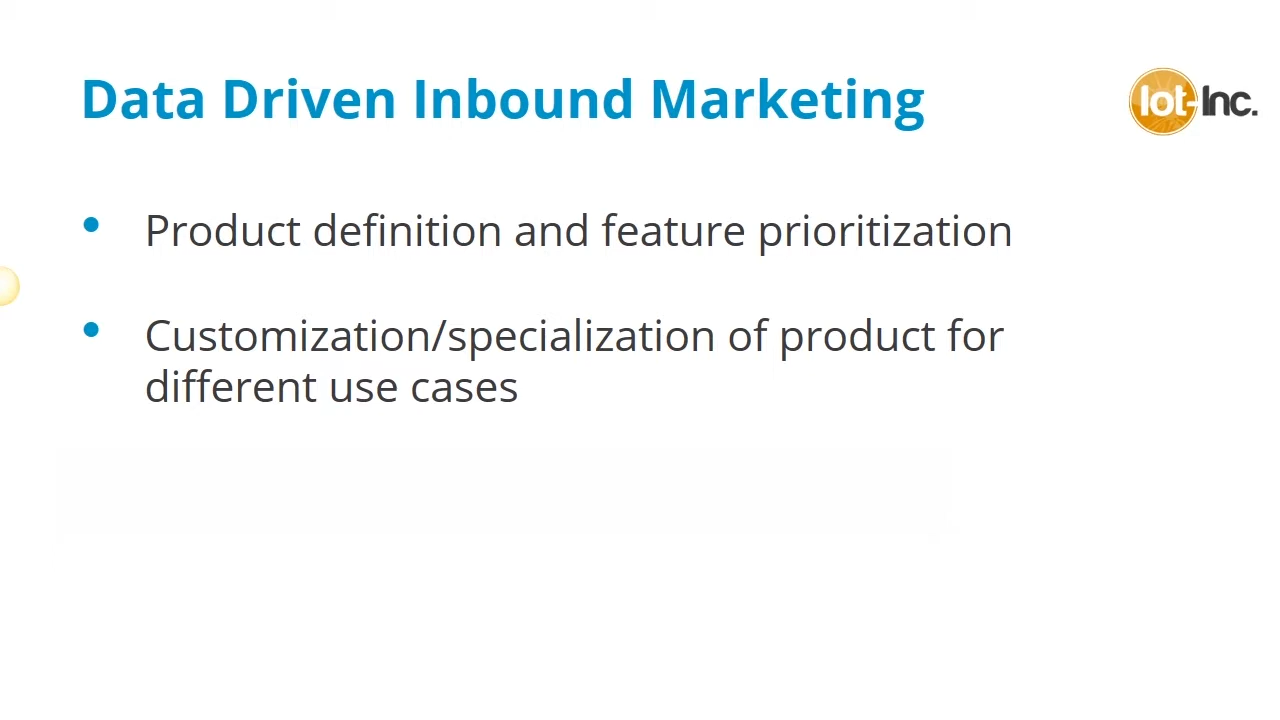 Data Driven Inbound Marketing
Iot-Inc.
• Product definition and feature prioritization
• Customization/specialization of product for
different use cases